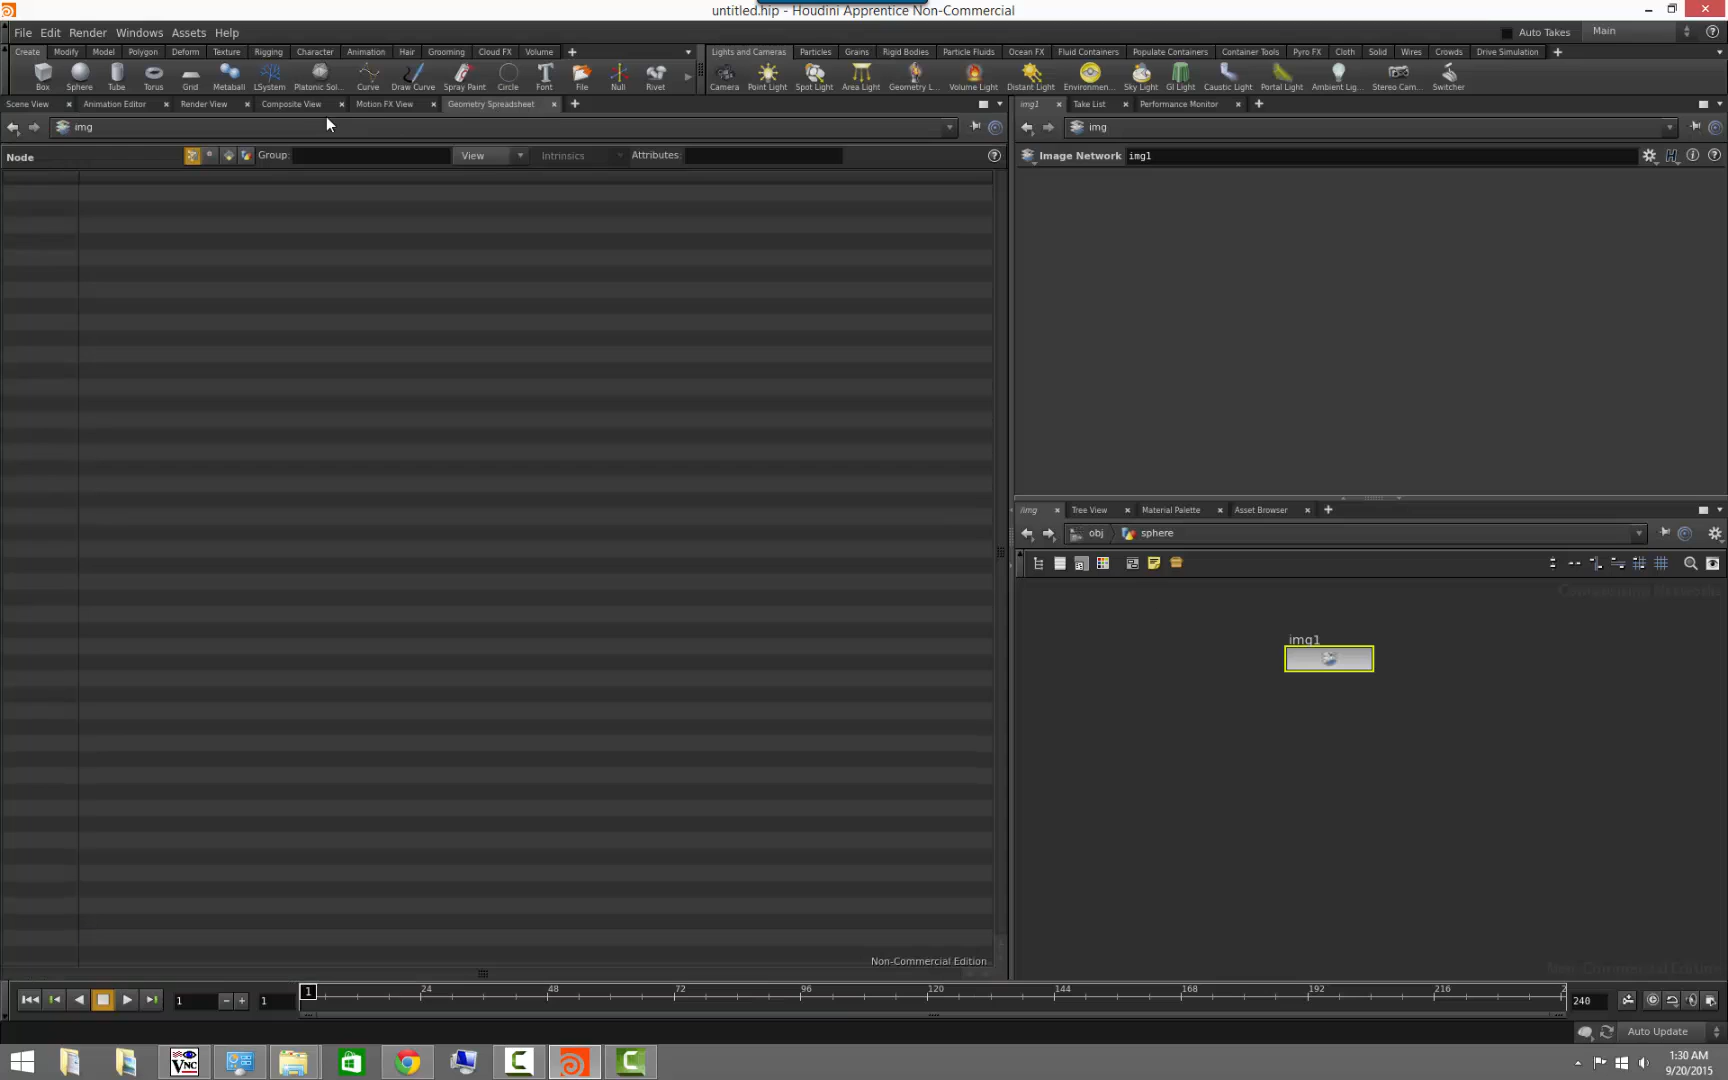 untitled.hip - Houdini Apprentice Non-Commercial
File Edit Render Windows Assets Help
Auto Takes Main
Create Modify Model Polygon Deform Texture Rigging Character Animation Hair Grooming Cloud FX Volume
Lights and Cameras Particles Grains Rigid Bodies Particle Fluids Ocean FX Fluid Containers Populate Containers Container Tools Pyro FX Cloth Solid Wires Crowds Drive Simulation
Box Sphere Tube Torus Grid Metaball LSystem Platonic Sol... Curve Draw Curve Spray Paint Circle Font File Null Rivet
Camera Point Light Spot Light Area Light Geometry L... Volume Light Distant Light Environmen... Sky Light GI Light Caustic Light Portal Light Ambient Lig... Stereo Cam... Switcher
Scene View Animation Editor Render View Composite View Motion FX View Geometry Spreadsheet
img1 Take List Performance Monitor
img
img
Node Group: View Intrinsics Attributes:
Image Network img1
/img Tree View Material Palette Asset Browser
obj sphere
img1
Non-Commercial Edition
1 1 1 24 48 72 96 120 144 168 192 216 2 240
Auto Update
VNC
1:30 AM
9/20/2015